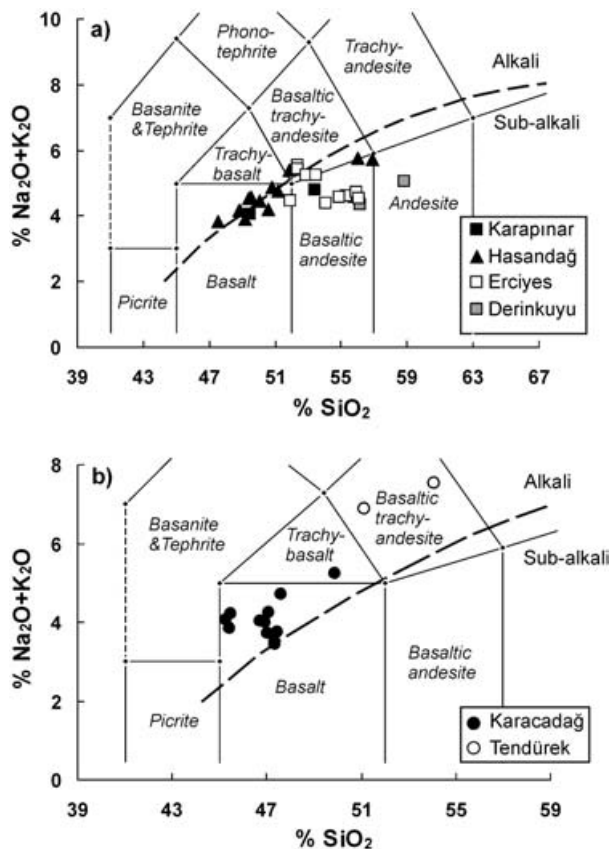 a)
% Na₂O+K₂O
10
8
6
4
2
0
Phono-
tephrite
Trachy-
andesite
Alkali
Basanite
&Tephrite
Basaltic
trachy-
andesite
Sub-alkali
Trachy-
basalt
Andesite
Picrite
Basalt
Basaltic
andesite
Karapınar
Hasandağ
Erciyes
Derinkuyu
39 43 47 51 55 59 63 67
% SiO₂
b)
% Na₂O+K₂O
8
6
4
2
0
Basanite
&Tephrite
Trachy-
basalt
Basaltic
trachy-
andesite
Alkali
Sub-alkali
Picrite
Basalt
Basaltic
andesite
Karacadağ
Tendürek
39 43 47 51 55 59
% SiO₂